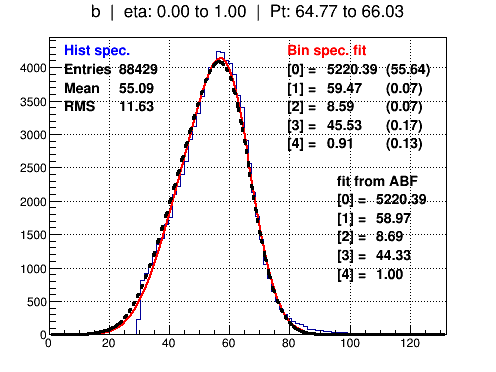 b | eta: 0.00 to 1.00 | Pt: 64.77 to 66.03
Hist spec.
Entries 88429
Mean 55.09
RMS 11.63
Bin spec. fit
[0] = 5220.39 (55.64)
[1] = 59.47 (0.07)
[2] = 8.59 (0.07)
[3] = 45.53 (0.17)
[4] = 0.91 (0.13)
fit from ABF
[0] = 5220.39
[1] = 58.97
[2] = 8.69
[3] = 44.33
[4] = 1.00
4000
3500
3000
2500
2000
1500
1000
500
0
0 20 40 60 80 100 120